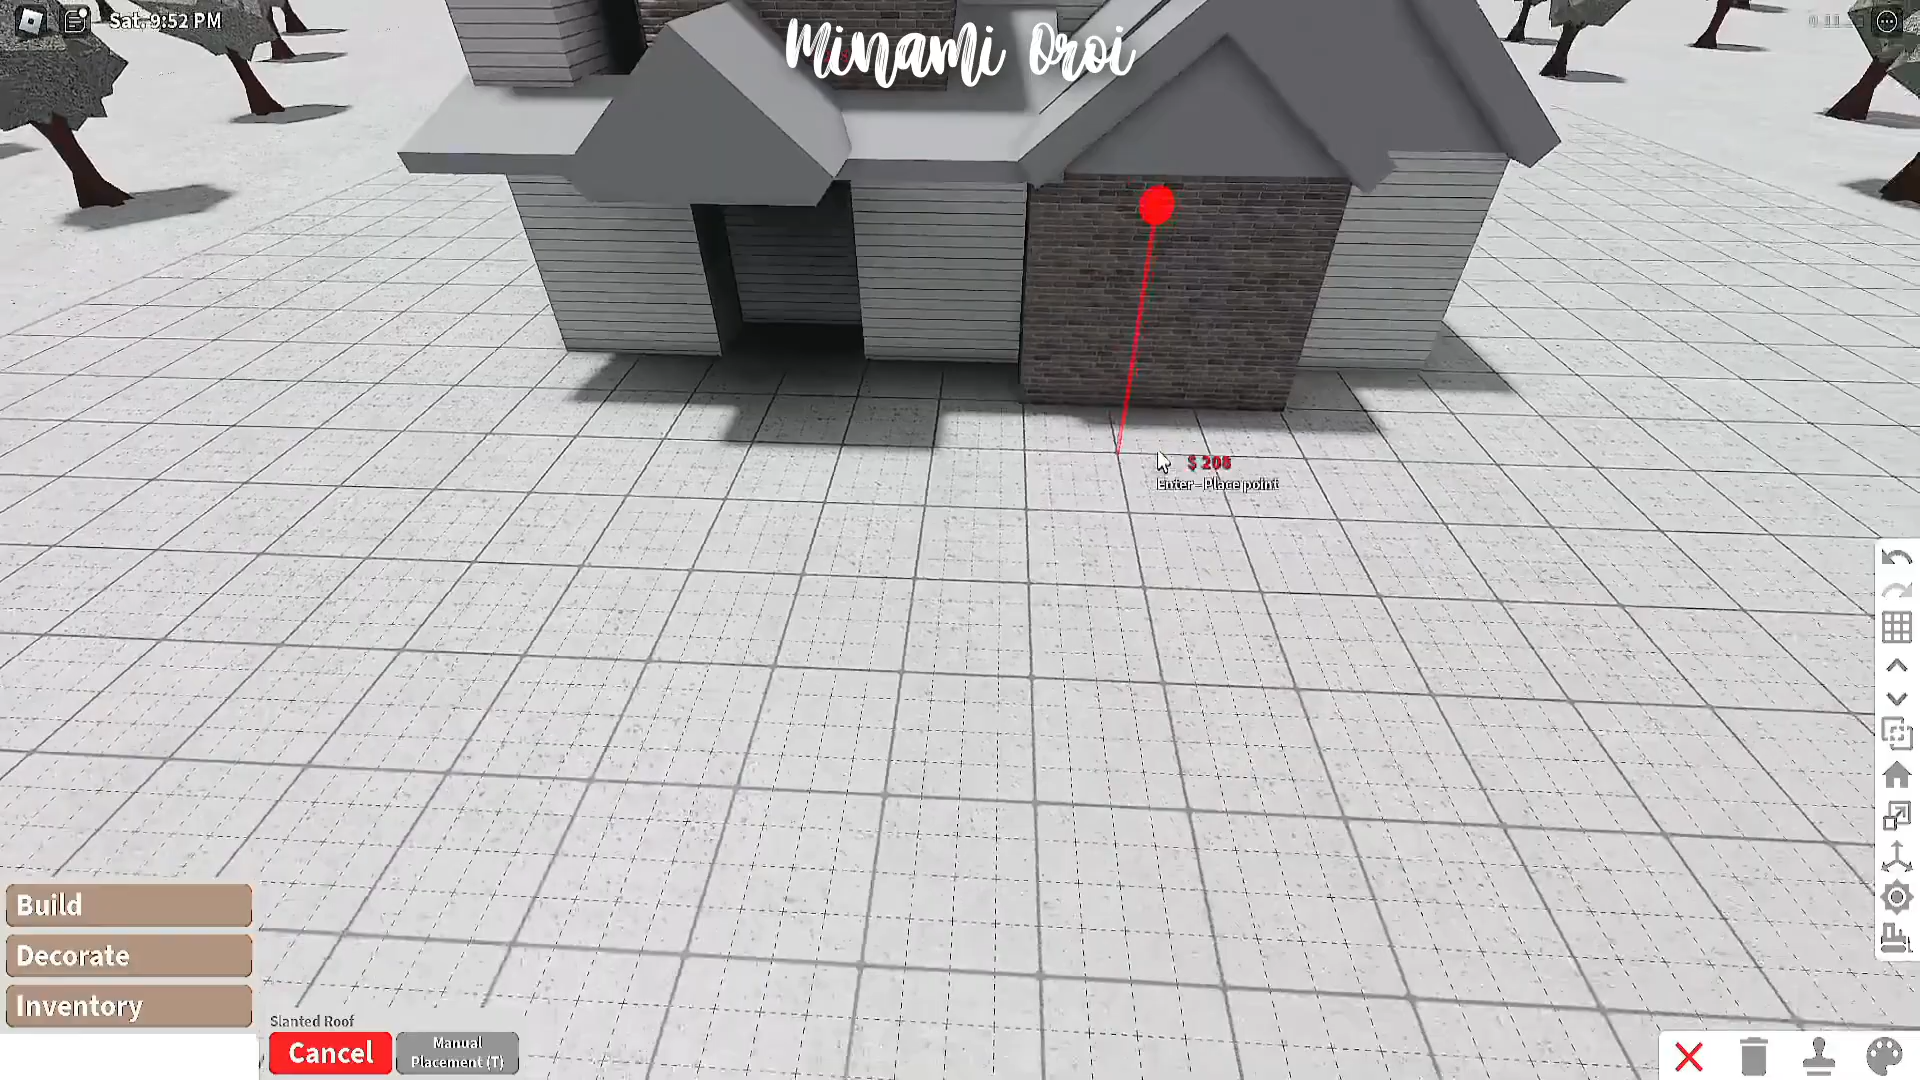 Sat. 9:52 PM
Minami Oroi
$ 208
Enter - Place point
Build
Decorate
Inventory
Slanted Roof
Cancel
Manual
Placement (T)